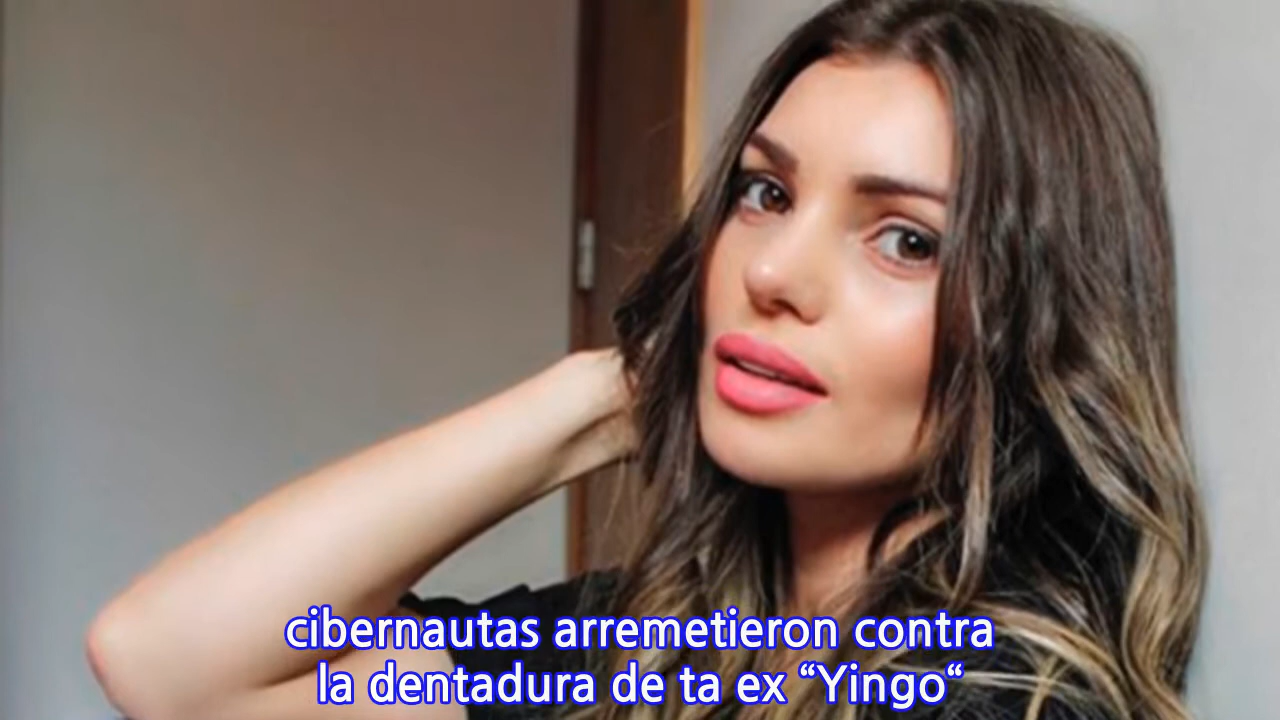 cibernautas arremetieron contra
la dentadura de ta ex “Yingo“